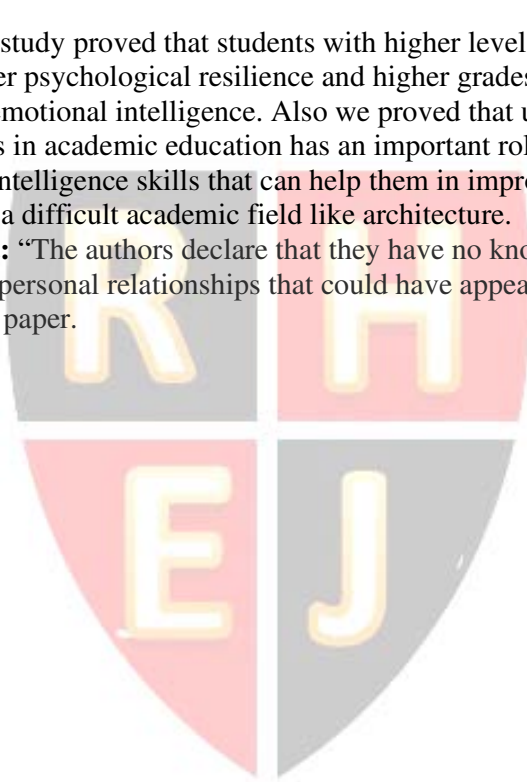 study proved that students with higher level
er psychological resilience and higher grades
emotional intelligence. Also we proved that u
s in academic education has an important rol
intelligence skills that can help them in impro
a difficult academic field like architecture.
: “The authors declare that they have no kno
personal relationships that could have appea
paper.
R H
E J